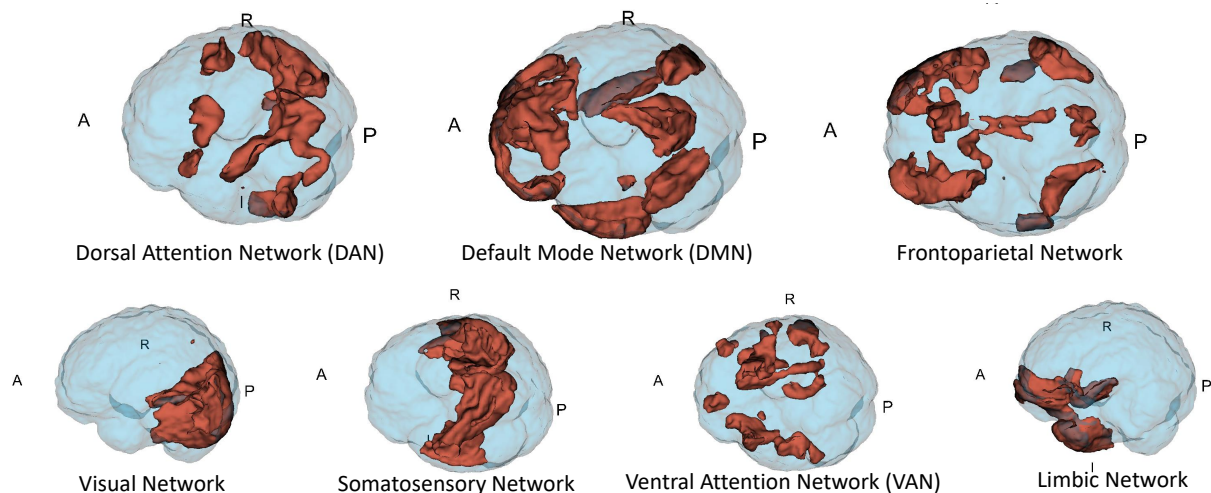 R
A
P
I
Dorsal Attention Network (DAN)
A
P
Default Mode Network (DMN)
A
P
Frontoparietal Network
R
A
P
Visual Network
R
A
P
Somatosensory Network
R
A
P
Ventral Attention Network (VAN)
R
A
P
I
Limbic Network